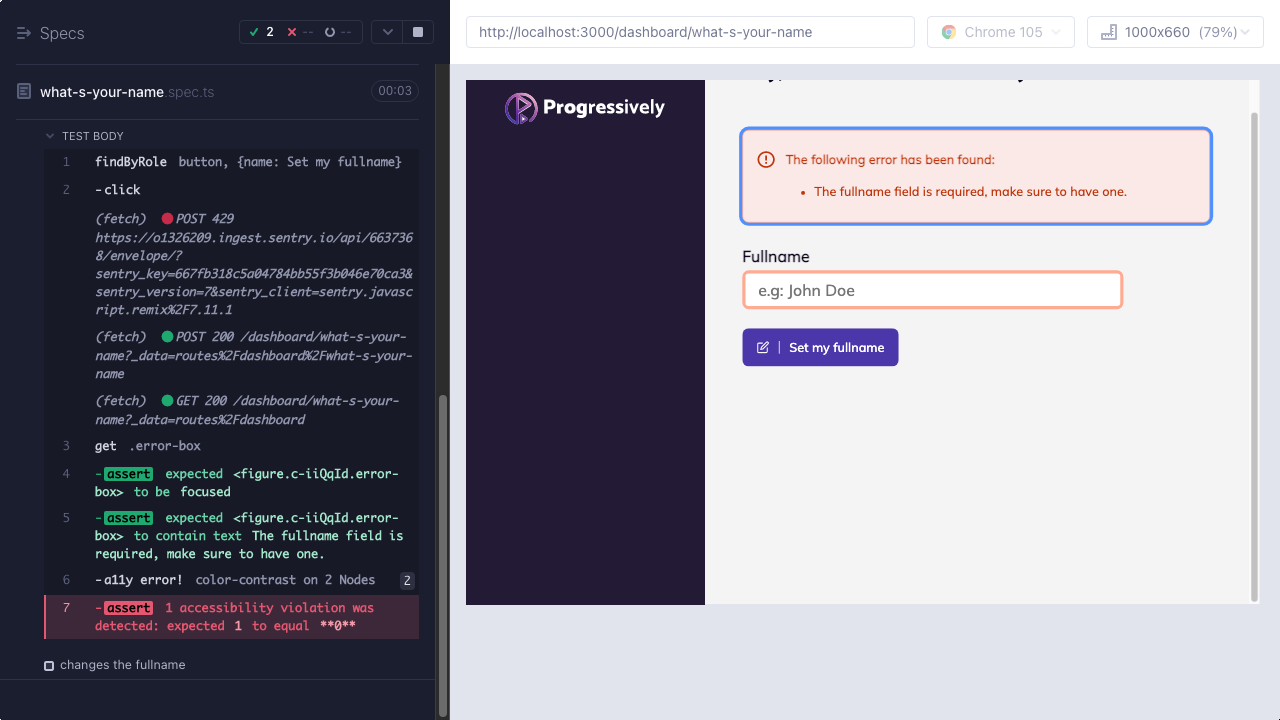 Specs
2 -- --
http://localhost:3000/dashboard/what-s-your-name
Chrome 105
1000x660 (79%)
what-s-your-name.spec.ts
00:03
TEST BODY
1 findByRole button, {name: Set my fullname}
2 -click
(fetch) POST 429
https://o1326209.ingest.sentry.io/api/663736
8/envelope/?
sentry_key=667fb318c5a04784bb55f3b046e70ca3&
sentry_version=7&sentry_client=sentry.javasc
ript.remix%2F7.11.1
(fetch) POST 200 /dashboard/what-s-your-
name?_data=routes%2Fdashboard%2Fwhat-s-your-
name
(fetch) GET 200 /dashboard/what-s-your-
name?_data=routes%2Fdashboard
3 get .error-box
4 -assert expected <figure.c-iiQqId.error-
box> to be focused
5 -assert expected <figure.c-iiQqId.error-
box> to contain text The fullname field is
required, make sure to have one.
6 -a11y error! color-contrast on 2 Nodes 2
7 -assert 1 accessibility violation was
detected: expected 1 to equal **0**
changes the fullname
Progressively
The following error has been found:
• The fullname field is required, make sure to have one.
Fullname
e.g: John Doe
Set my fullname